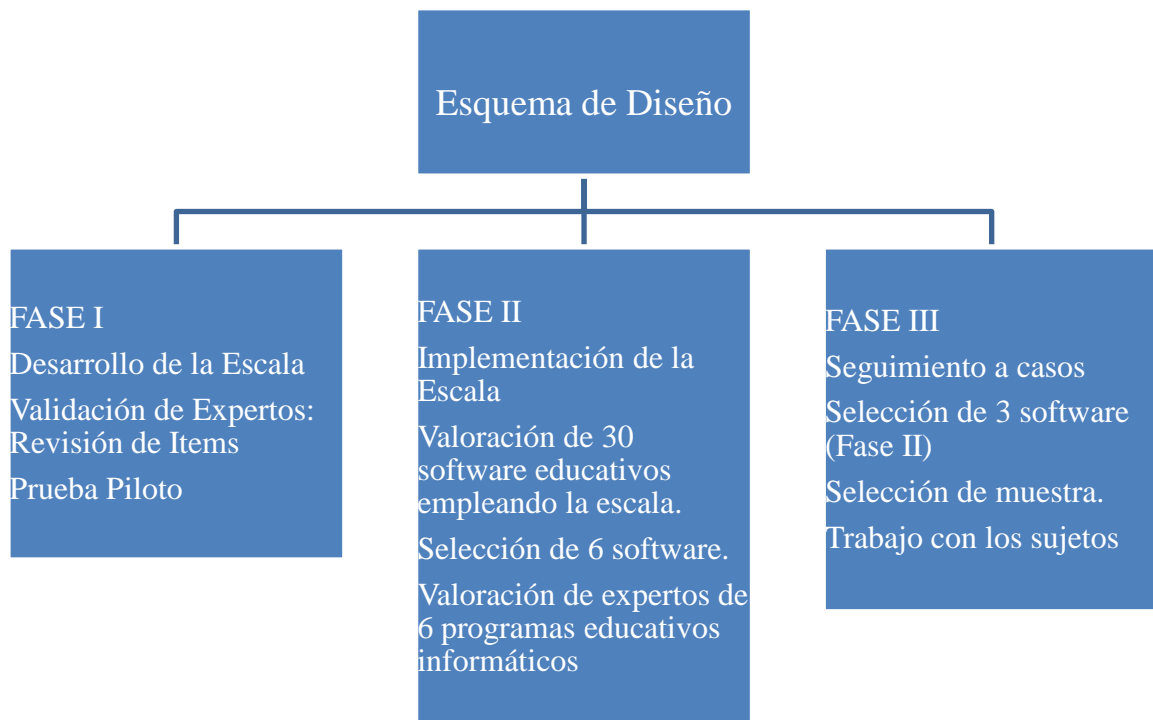 Esquema de Diseño
FASE I
Desarrollo de la Escala
Validación de Expertos:
Revisión de Items
Prueba Piloto
FASE II
Implementación de la
Escala
Valoración de 30
software educativos
empleando la escala.
Selección de 6 software.
Valoración de expertos de
6 programas educativos
informáticos
FASE III
Seguimiento a casos
Selección de 3 software
(Fase II)
Selección de muestra.
Trabajo con los sujetos